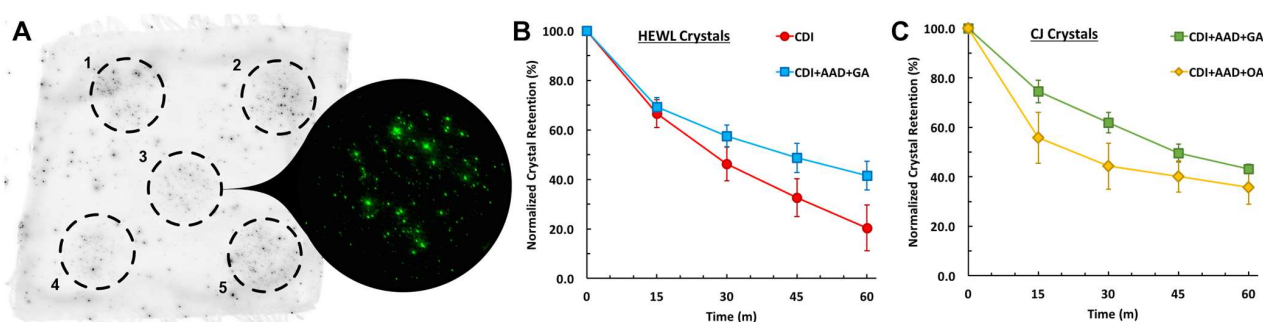 A
1
2
3
4
5
B
HEWL Crystals
CDI
CDI+AAD+GA
Normalized Crystal Retention (%)
100.0
80.0
60.0
40.0
20.0
0.0
0 15 30 45 60
Time (m)
C
CJ Crystals
CDI+AAD+GA
CDI+AAD+OA
Normalized Crystal Retention (%)
100.0
80.0
60.0
40.0
20.0
0.0
0 15 30 45 60
Time (m)